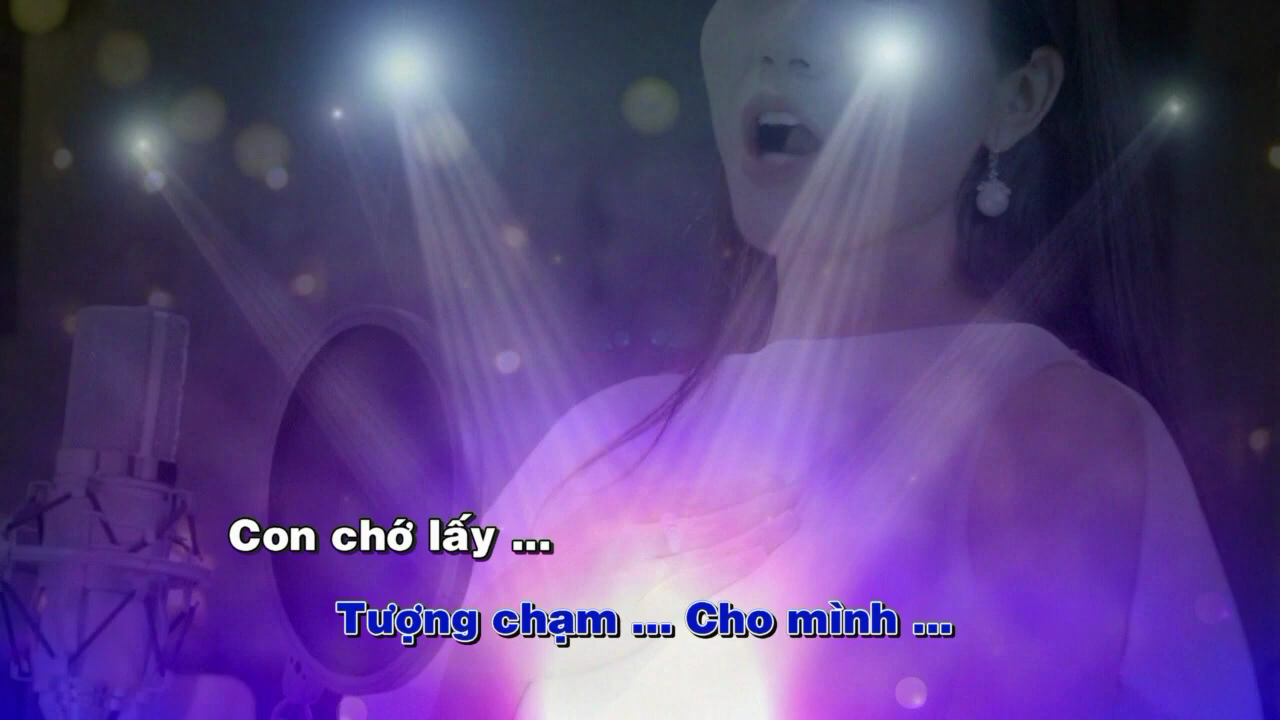 Con chớ lấy ...
Tượng chạm ... Cho mình ...